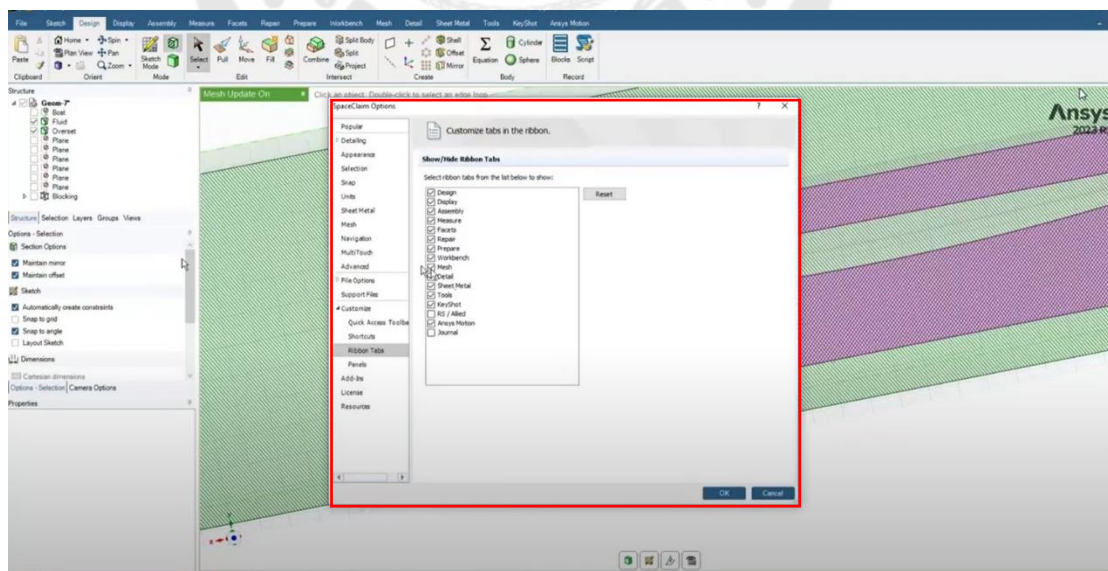 File Sketch Design Display Assembly Measure Facets Repair Prepare Workbench Mesh Detail Sheet Metal Tools KeyShot Ansys Motion
Paste
Home Spin
Plan View Pan
Zoom
Sketch Mode
Select
Pull
Move
Fill
Combine
Split Body
Split
Project
Shell
Offset
Mirror
Equation
Cylinder
Sphere
Blocks
Script
Clipboard Orient Mode Edit Intersect Create Body Record
Structure
Geom-7*
Boat
Fluid
Overset
Plane
Plane
Plane
Plane
Plane
Plane
Blocking
Structure Selection Layers Groups Views
Options - Selection
Section Options
Maintain mirror
Maintain offset
Sketch
Automatically create constraints
Snap to grid
Snap to angle
Layout Sketch
Dimensions
Cartesian dimensions
Options - Selection Camera Options
Properties
Mesh Update On
Click an object. Double-click to select an edge loop.
Ansys
2023 R
SpaceClaim Options
Popular
Detailing
Appearance
Selection
Snap
Units
Sheet Metal
Mesh
Navigation
MultiTouch
Advanced
File Options
Support Files
Customize
Quick Access Toolba
Shortcuts
Ribbon Tabs
Panels
Add-Ins
License
Resources
Customize tabs in the ribbon.
Show/Hide Ribbon Tabs
Select ribbon tabs from the list below to show:
Design
Display
Assembly
Measure
Facets
Repair
Prepare
Workbench
Mesh
Detail
Sheet Metal
Tools
KeyShot
RS / Allied
Ansys Motion
Journal
Reset
OK Cancel
Y